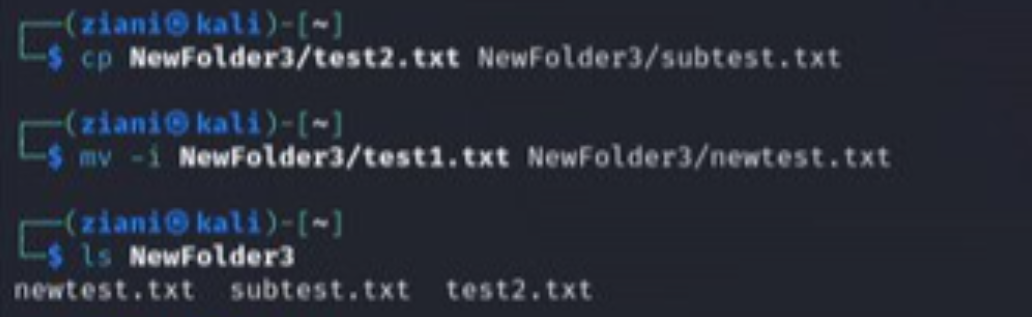 ┌──(ziani㉿kali)-[~]
└─$ cp NewFolder3/test2.txt NewFolder3/subtest.txt
┌──(ziani㉿kali)-[~]
└─$ mv -i NewFolder3/test1.txt NewFolder3/newtest.txt
┌──(ziani㉿kali)-[~]
└─$ ls NewFolder3
newtest.txt  subtest.txt  test2.txt